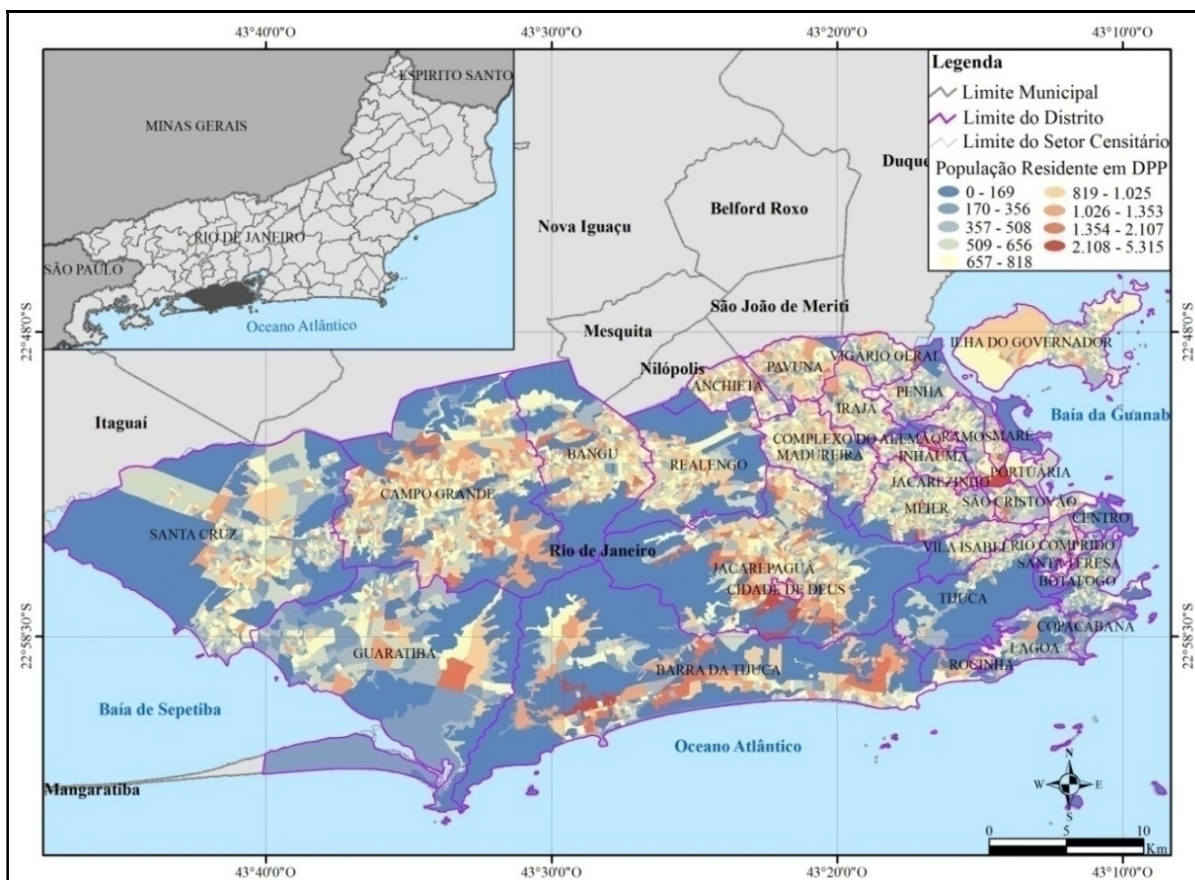 43°40'0"O
43°30'0"O
43°20'0"O
43°10'0"O
ESPIRITO SANTO
MINAS GERAIS
RIO DE JANEIRO
SÃO PAULO
Oceano Atlântico
Legenda
Limite Municipal
Limite do Distrito
Limite do Setor Censitário
População Residente em DPP
0 - 169
170 - 356
357 - 508
509 - 656
657 - 818
819 - 1.025
1.026 - 1.353
1.354 - 2.107
2.108 - 5.315
Duque
Belford Roxo
Nova Iguaçu
São João de Meriti
Mesquita
Nilópolis
Itaguaí
22°48'0"S
22°48'0"S
ILHA DO GOVERNADOR
VIGÁRIO GERAL
PAVUNA
ANCHIETA
PENHA
IRAJÁ
Baía da Guanab
COMPLEXO DO ALEMÃO
RAMOS
MARÉ
MADUREIRA
INHAÚMA
BANGU
REALENGO
PORTUÁRIA
JACAREZINHO
CAMPO GRANDE
SÃO CRISTOVÃO
MÉIER
CENTRO
SANTA CRUZ
Rio de Janeiro
VILA ISABEL
RIO COMPRIDO
SANTA TERESA
JACAREPAGUÁ
CIDADE DE DEUS
BOTAFOGO
TIJUCA
22°58'30"S
22°58'30"S
COPACABANA
LAGOA
GUARATIBA
ROCINHA
BARRA DA TIJUCA
Baía de Sepetiba
Oceano Atlântico
Mangaratiba
N
W
E
S
0
5
10
Km
43°40'0"O
43°30'0"O
43°20'0"O
43°10'0"O